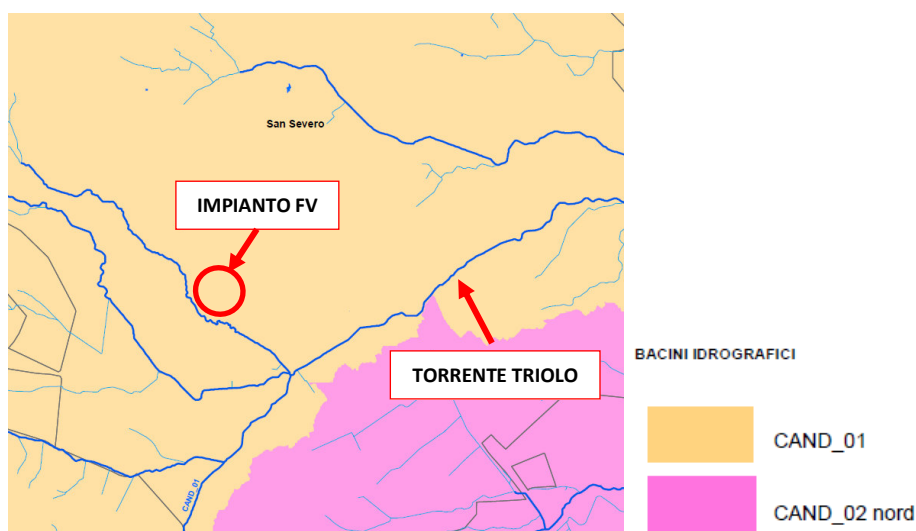 San Severo
IMPIANTO FV
TORRENTE TRIOLO
CAND_01
BACINI IDROGRAFICI
CAND_01
CAND_02 nord